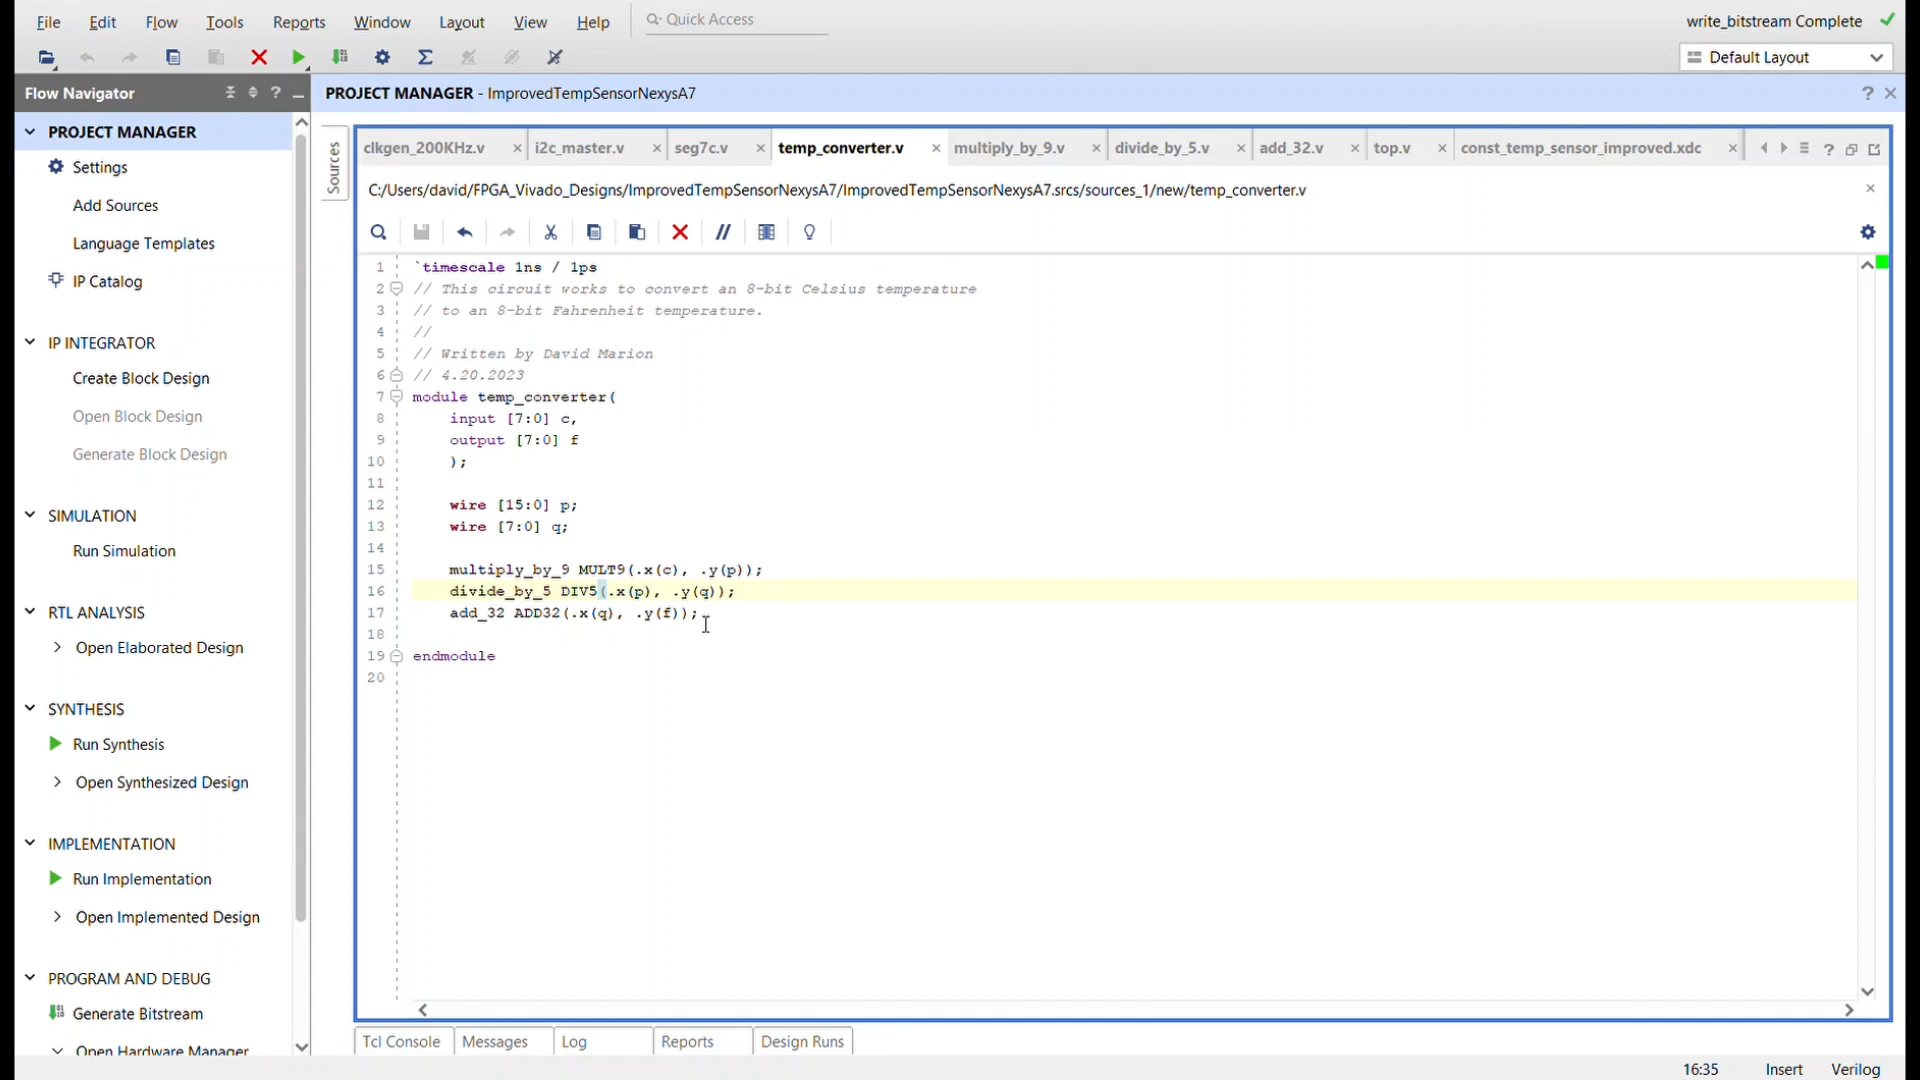 File Edit Flow Tools Reports Window Layout View Help Quick Access
write_bitstream Complete
Default Layout
Flow Navigator
PROJECT MANAGER - ImprovedTempSensorNexysA7
PROJECT MANAGER
Settings
Add Sources
Language Templates
IP Catalog
IP INTEGRATOR
Create Block Design
Open Block Design
Generate Block Design
SIMULATION
Run Simulation
RTL ANALYSIS
Open Elaborated Design
SYNTHESIS
Run Synthesis
Open Synthesized Design
IMPLEMENTATION
Run Implementation
Open Implemented Design
PROGRAM AND DEBUG
Generate Bitstream
Open Hardware Manager
Sources
clkgen_200KHz.v i2c_master.v seg7c.v temp_converter.v multiply_by_9.v divide_by_5.v add_32.v top.v const_temp_sensor_improved.xdc
C:/Users/david/FPGA_Vivado_Designs/ImprovedTempSensorNexysA7/ImprovedTempSensorNexysA7.srcs/sources_1/new/temp_converter.v
1 `timescale 1ns / 1ps
2 // This circuit works to convert an 8-bit Celsius temperature
3 // to an 8-bit Fahrenheit temperature.
4 //
5 // Written by David Marion
6 // 4.20.2023
7 module temp_converter(
8 input [7:0] c,
9 output [7:0] f
10 );
11
12 wire [15:0] p;
13 wire [7:0] q;
14
15 multiply_by_9 MULT9(.x(c), .y(p));
16 divide_by_5 DIV5(.x(p), .y(q));
17 add_32 ADD32(.x(q), .y(f));
18
19 endmodule
20
Tcl Console Messages Log Reports Design Runs
16:35 Insert Verilog